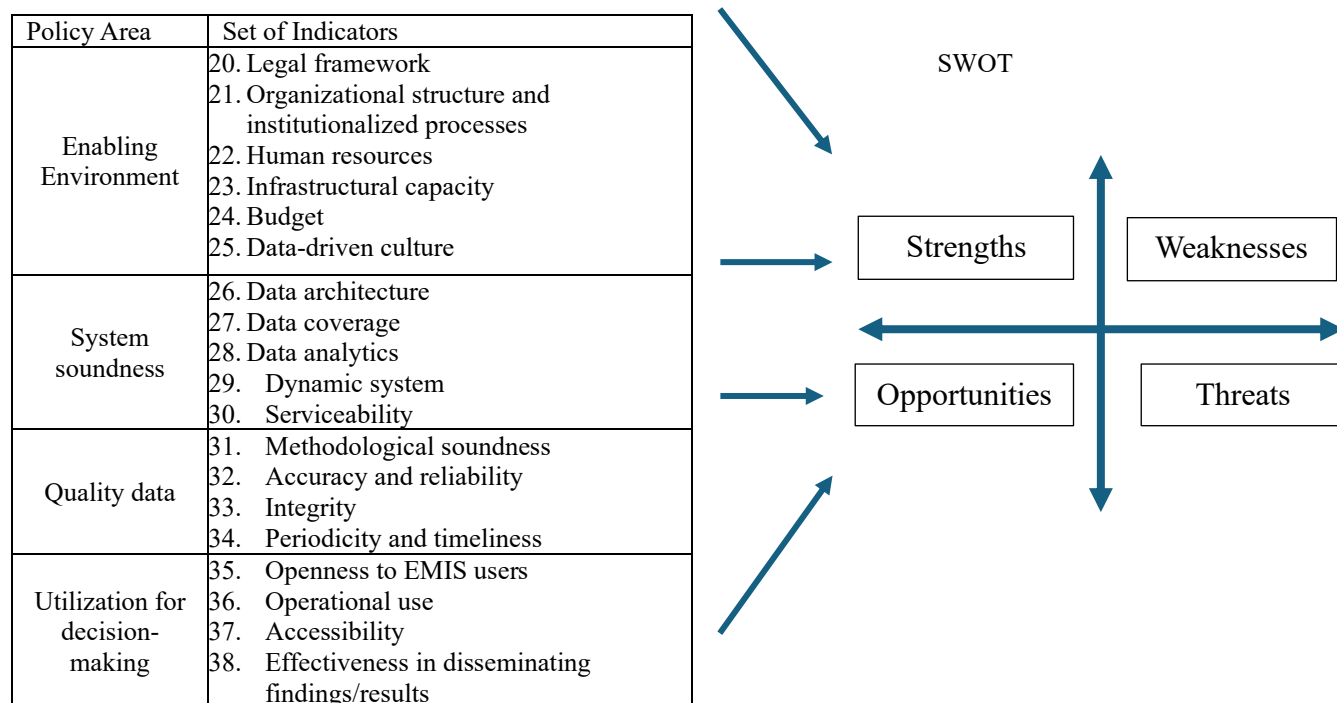 Policy Area
Set of Indicators
Enabling
Environment
20. Legal framework
21. Organizational structure and
institutionalized processes
22. Human resources
23. Infrastructural capacity
24. Budget
25. Data-driven culture
System
soundness
26. Data architecture
27. Data coverage
28. Data analytics
29. Dynamic system
30. Serviceability
Quality data
31. Methodological soundness
32. Accuracy and reliability
33. Integrity
34. Periodicity and timeliness
Utilization for
decision-
making
35. Openness to EMIS users
36. Operational use
37. Accessibility
38. Effectiveness in disseminating
findings/results
SWOT
Strengths
Weaknesses
Opportunities
Threats